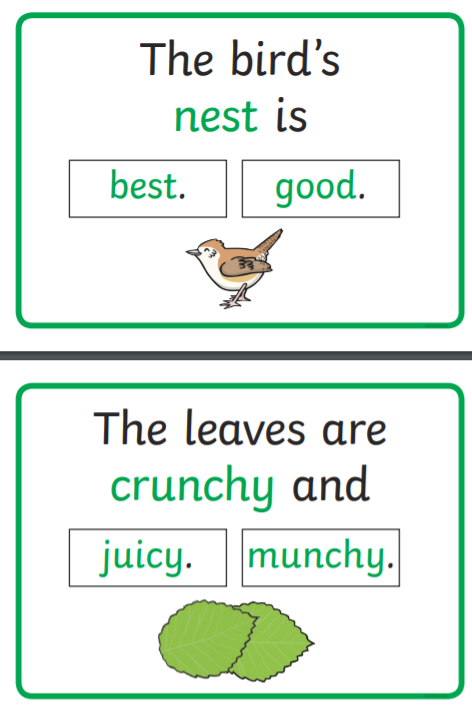 The bird’s
nest is
best. good.
The leaves are
crunchy and
juicy. munchy.